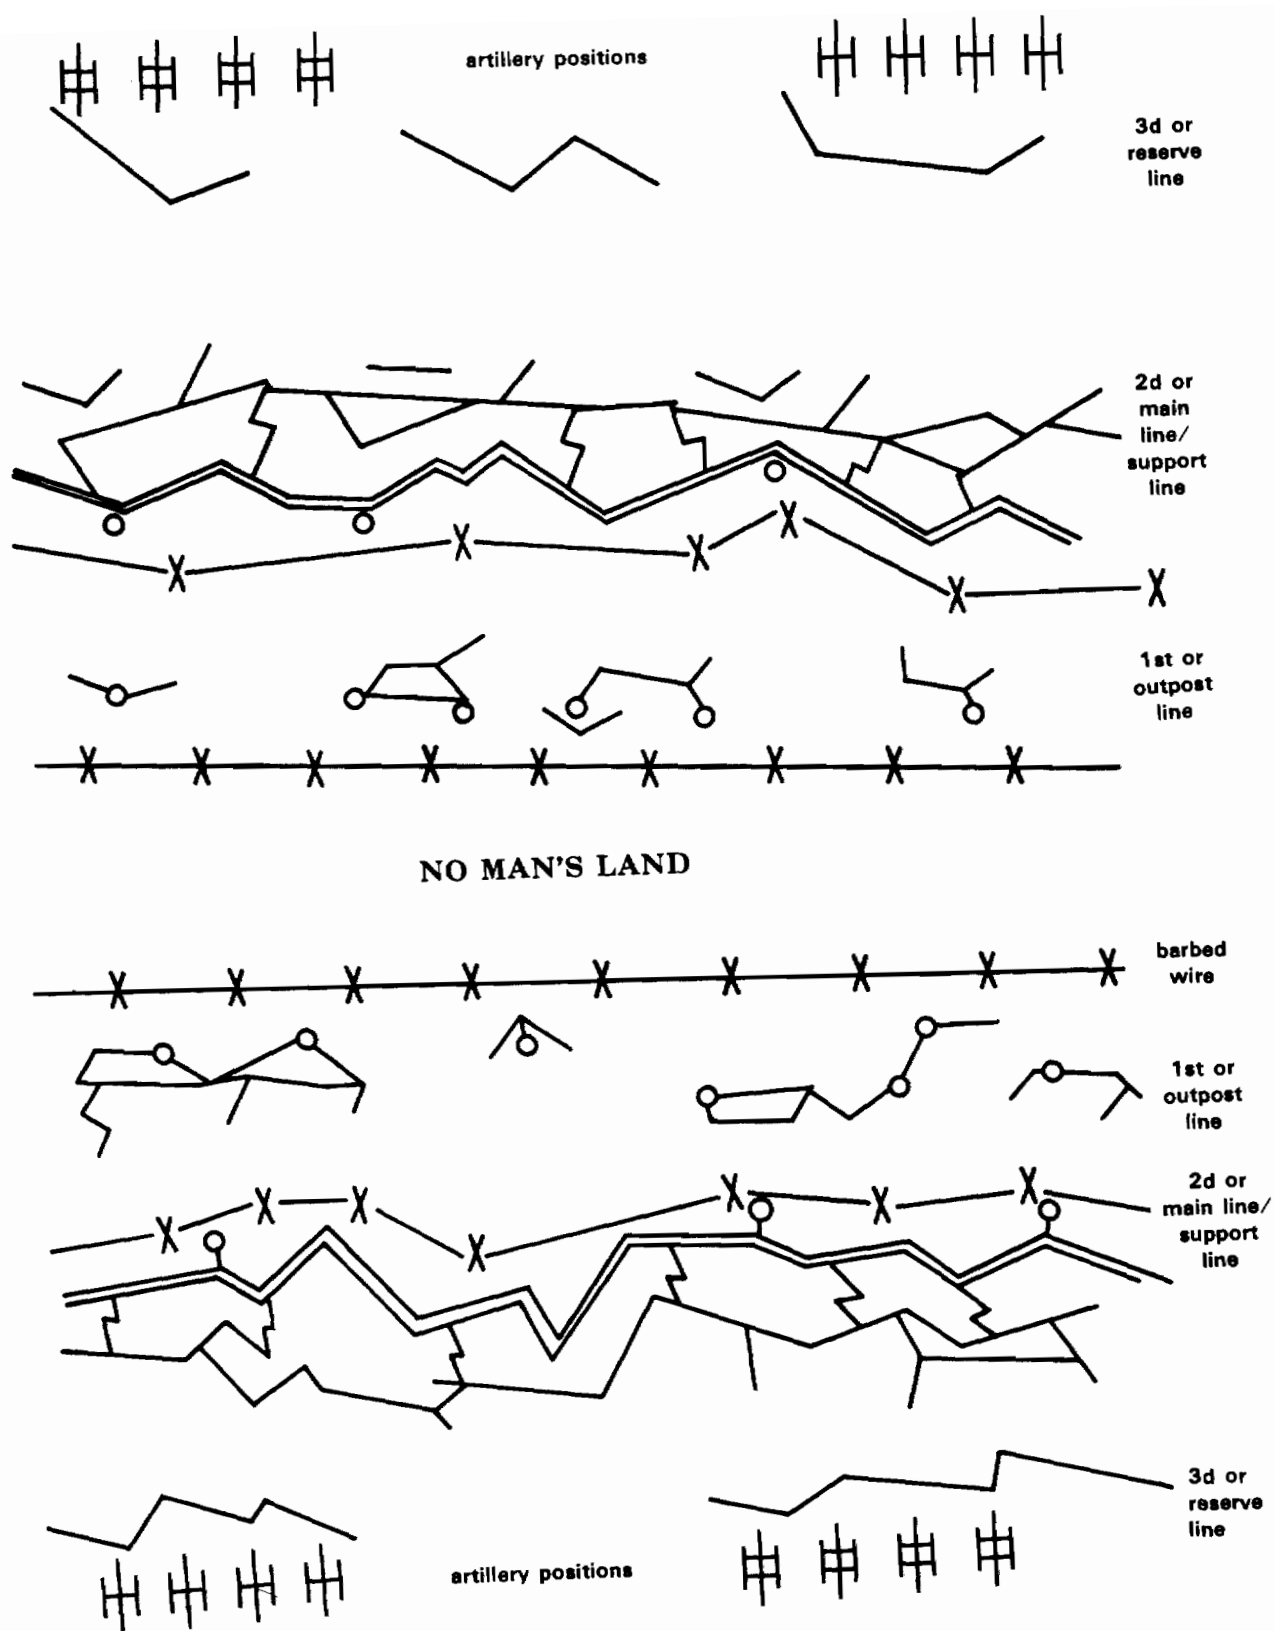 artillery positions
3d or
reserve
line
2d or
main
line/
support
line
1st or
outpost
line
NO MAN'S LAND
barbed
wire
1st or
outpost
line
2d or
main line/
support
line
3d or
reserve
line
artillery positions